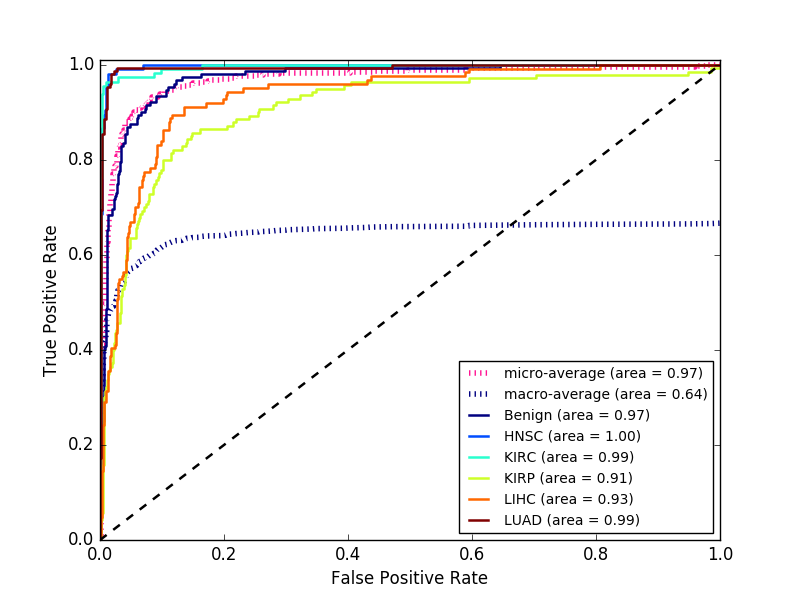 1.0
0.8
0.6
0.4
0.2
0.0
True Positive Rate
0.0 0.2 0.4 0.6 0.8 1.0
False Positive Rate
micro-average (area = 0.97)
macro-average (area = 0.64)
Benign (area = 0.97)
HNSC (area = 1.00)
KIRC (area = 0.99)
KIRP (area = 0.91)
LIHC (area = 0.93)
LUAD (area = 0.99)